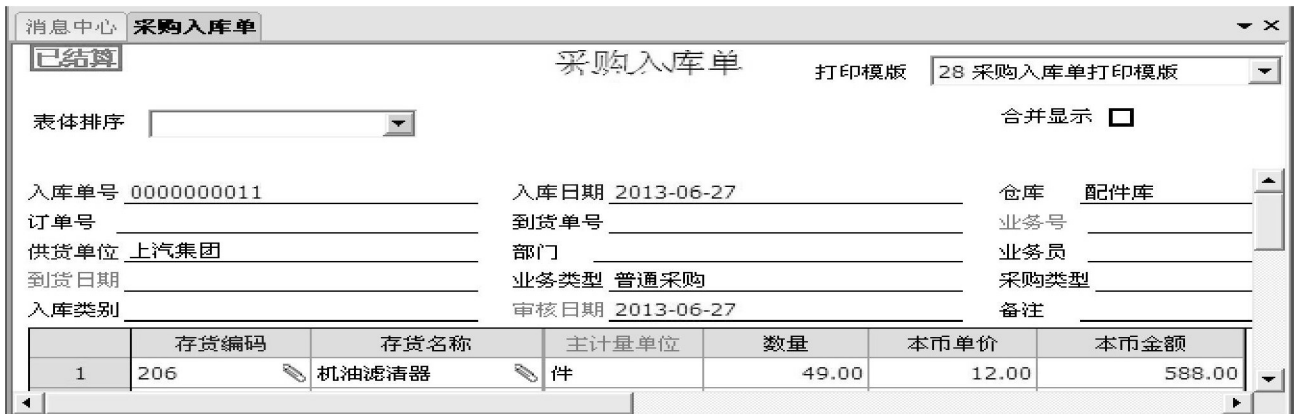 消息中心 采购入库单
已结算 采购入库单 打印模版 28 采购入库单打印模版
表体排序 合并显示
入库单号 0000000011 入库日期 2013-06-27 仓库 配件库
订单号 到货单号 业务号
供货单位 上汽集团 部门 业务员
到货日期 业务类型 普通采购 采购类型
入库类别 审核日期 2013-06-27 备注
存货编码 存货名称 主计量单位 数量 本币单价 本币金额
1 206 机油滤清器 件 49.00 12.00 588.00